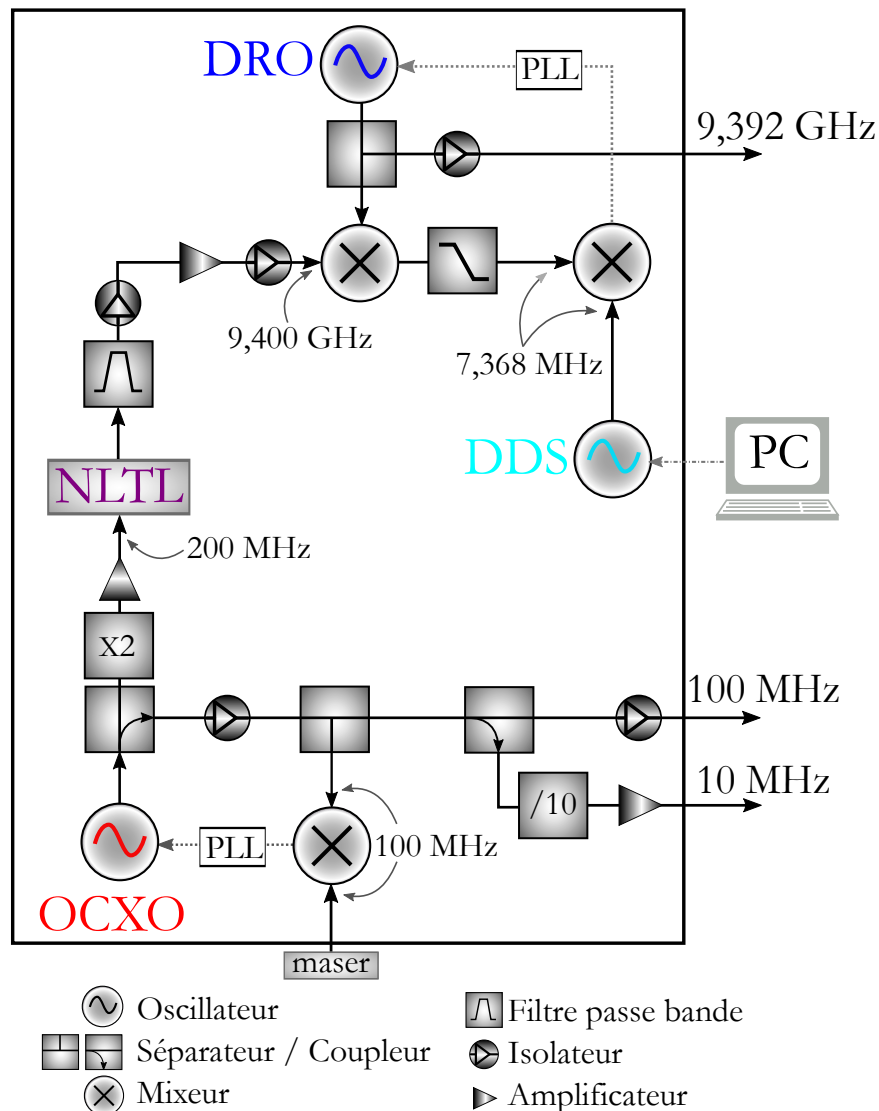 DRO
PLL
9,392 GHz
9,400 GHz
7,368 MHz
DDS
PC
NLTL
200 MHz
X2
100 MHz
10 MHz
/10
PLL
100 MHz
OCXO
maser
Oscillateur
Filtre passe bande
Séparateur / Coupleur
Isolateur
Mixeur
Amplificateur